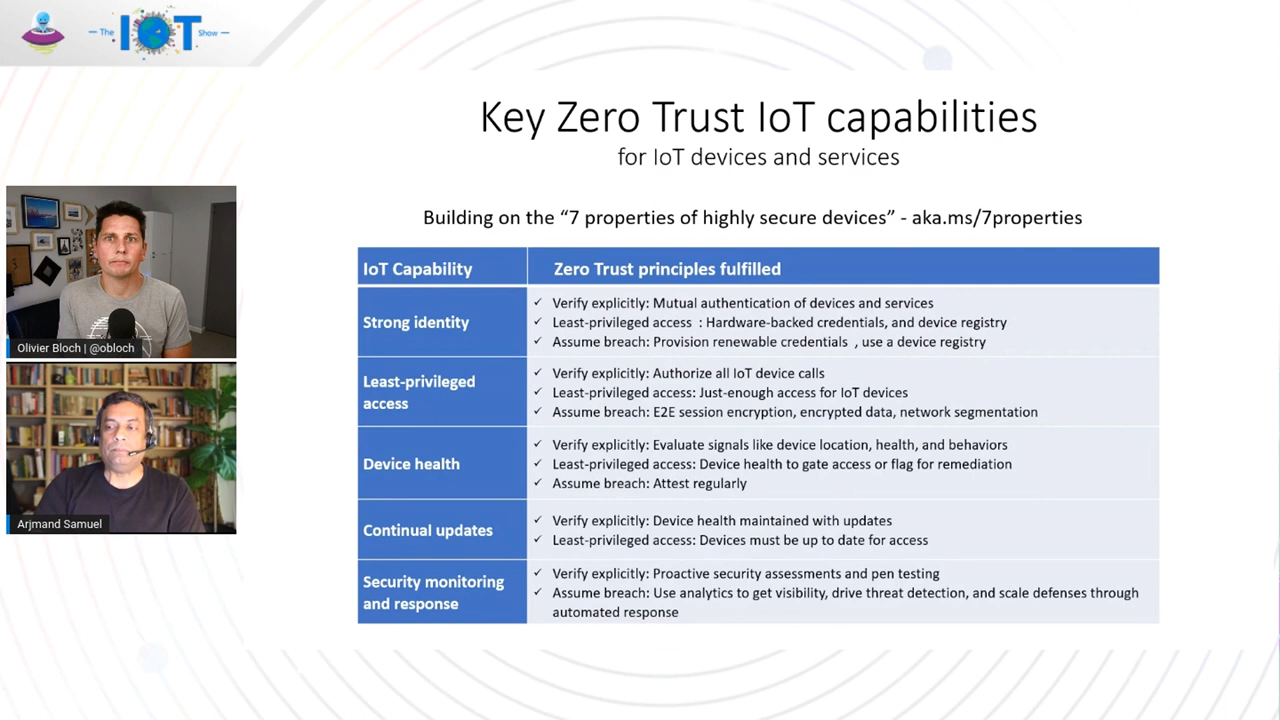 The IOT Show
Key Zero Trust IoT capabilities
for IoT devices and services
Building on the “7 properties of highly secure devices” - aka.ms/7properties
IoT Capability
Zero Trust principles fulfilled
Strong identity
✓ Verify explicitly: Mutual authentication of devices and services
✓ Least-privileged access : Hardware-backed credentials, and device registry
✓ Assume breach: Provision renewable credentials , use a device registry
Least-privileged
access
✓ Verify explicitly: Authorize all IoT device calls
✓ Least-privileged access: Just-enough access for IoT devices
✓ Assume breach: E2E session encryption, encrypted data, network segmentation
Device health
✓ Verify explicitly: Evaluate signals like device location, health, and behaviors
✓ Least-privileged access: Device health to gate access or flag for remediation
✓ Assume breach: Attest regularly
Continual updates
✓ Verify explicitly: Device health maintained with updates
✓ Least-privileged access: Devices must be up to date for access
Security monitoring
and response
✓ Verify explicitly: Proactive security assessments and pen testing
✓ Assume breach: Use analytics to get visibility, drive threat detection, and scale defenses through
automated response
Olivier Bloch | @obloch
Arjmand Samuel